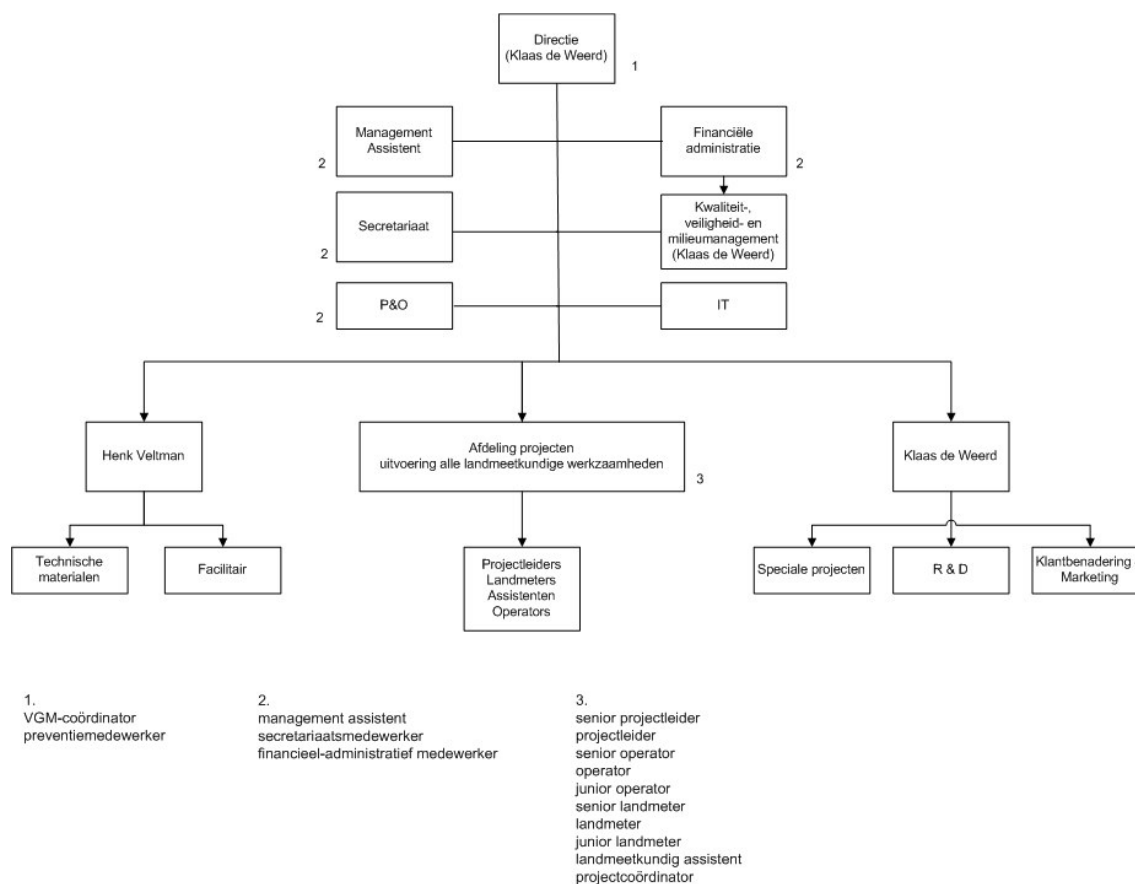 Directie
(Klaas de Weerd)
1
Management
Assistent
2
Financiële
administratie
2
Secretariaat
2
Kwaliteit-,
veiligheid- en
milieumanagement
(Klaas de Weerd)
P&O
2
IT
Henk Veltman
Afdeling projecten
uitvoering alle landmeetkundige werkzaamheden
3
Klaas de Weerd
Technische
materialen
Facilitair
Projectleiders
Landmeters
Assistenten
Operators
Speciale projecten
R & D
Klantbenadering
Marketing
1.
VGM-coördinator
preventiemedewerker
2.
management assistent
secretariaatsmedewerker
financieel-administratief medewerker
3.
senior projectleider
projectleider
senior operator
operator
junior operator
senior landmeter
landmeter
junior landmeter
landmeetkundig assistent
projectcoördinator